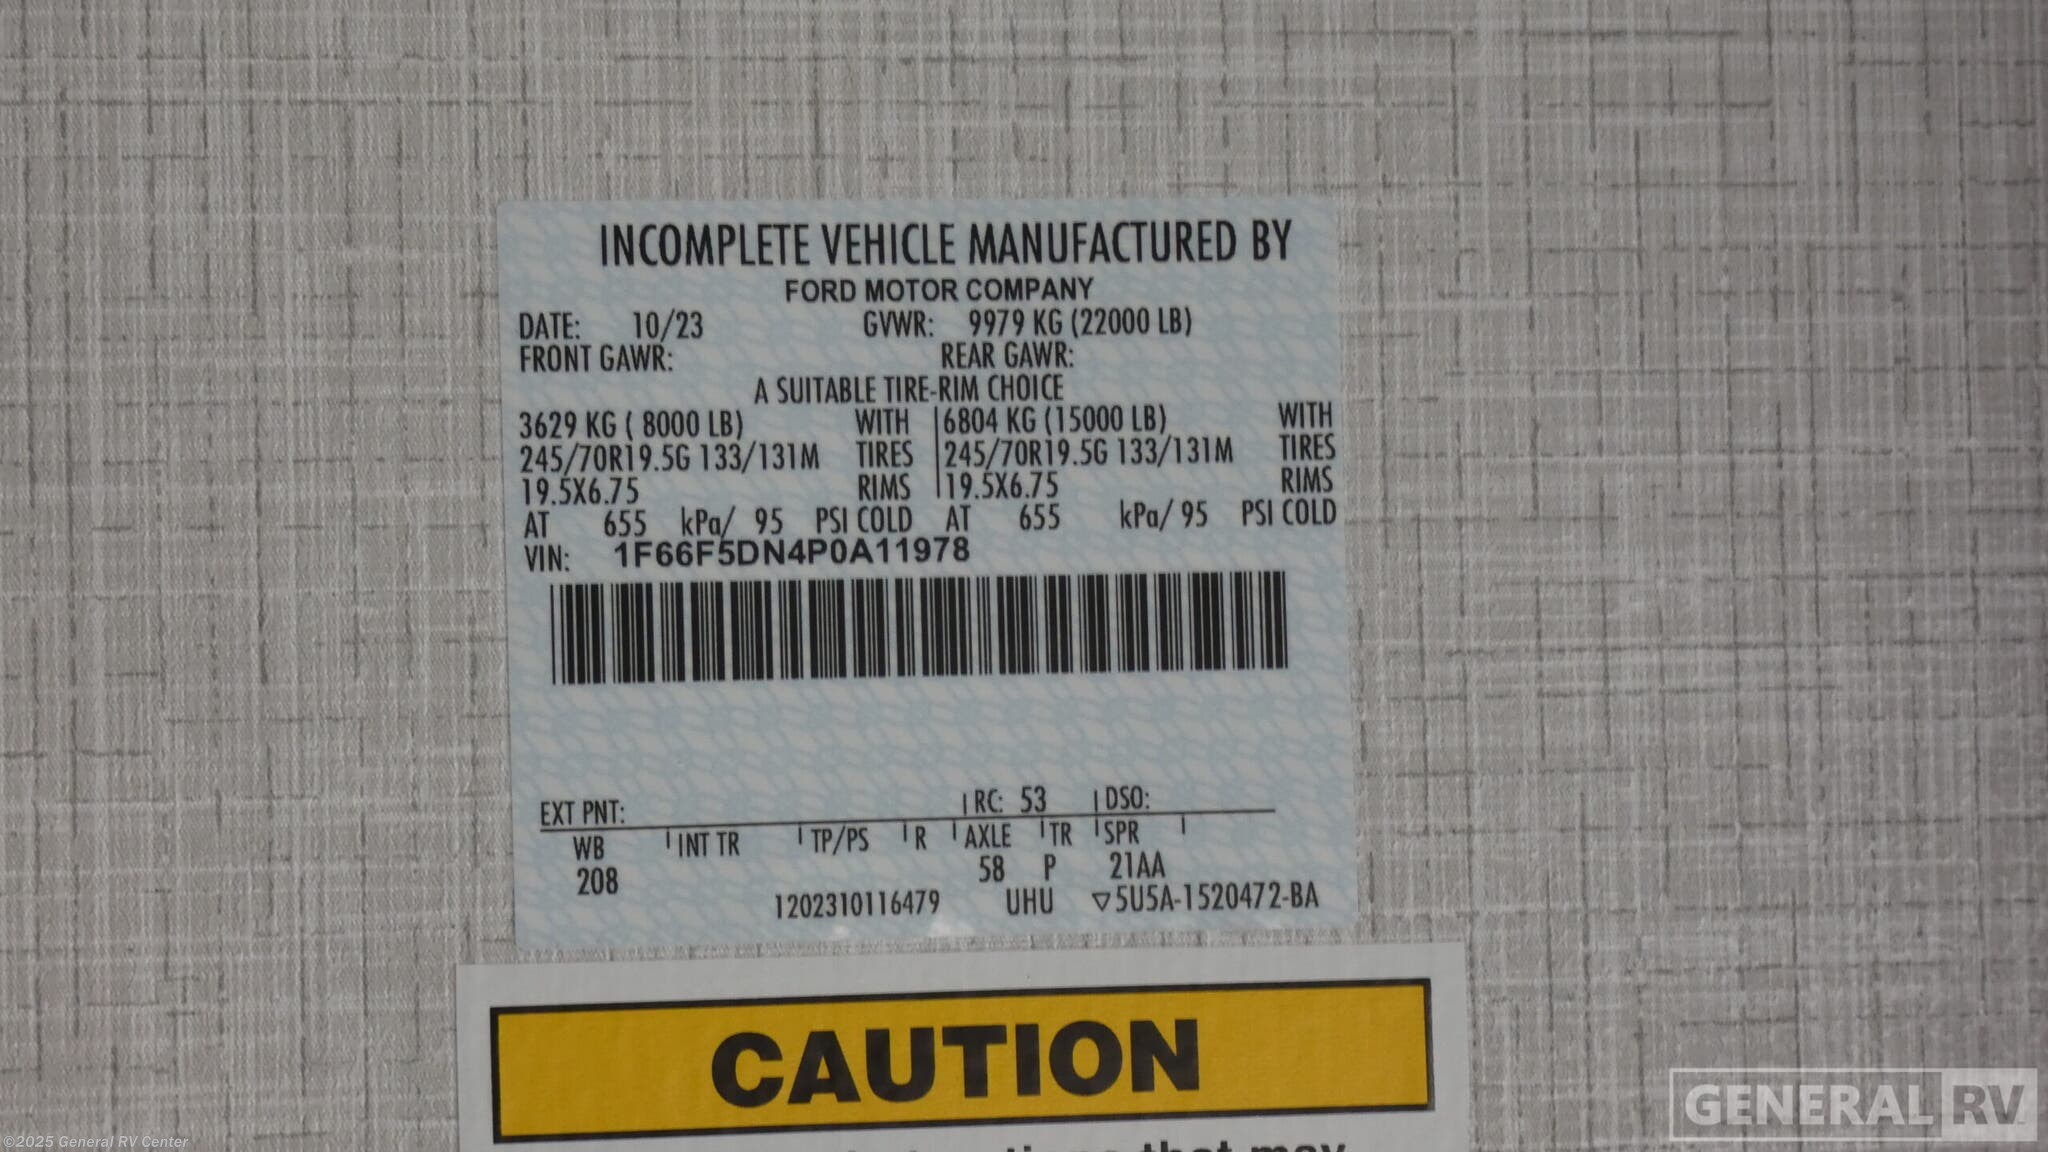 INCOMPLETE VEHICLE MANUFACTURED BY
FORD MOTOR COMPANY
DATE: 10/23 GVWR: 9979 KG (22000 LB)
FRONT GAWR: REAR GAWR:
A SUITABLE TIRE-RIM CHOICE
3629 KG ( 8000 LB) WITH 6804 KG (15000 LB) WITH
245/70R19.5G 133/131M TIRES 245/70R19.5G 133/131M TIRES
19.5X6.75 RIMS 19.5X6.75 RIMS
AT 655 kPa/ 95 PSI COLD AT 655 kPa/ 95 PSI COLD
VIN: 1F66F5DN4P0A11978
EXT PNT: RC: 53 DSO:
WB INT TR TP/PS R AXLE TR SPR
208 58 P 21AA
1202310116479 UHU ▽5U5A-1520472-BA
CAUTION
that may
GENERAL RV
©2025 General RV Center